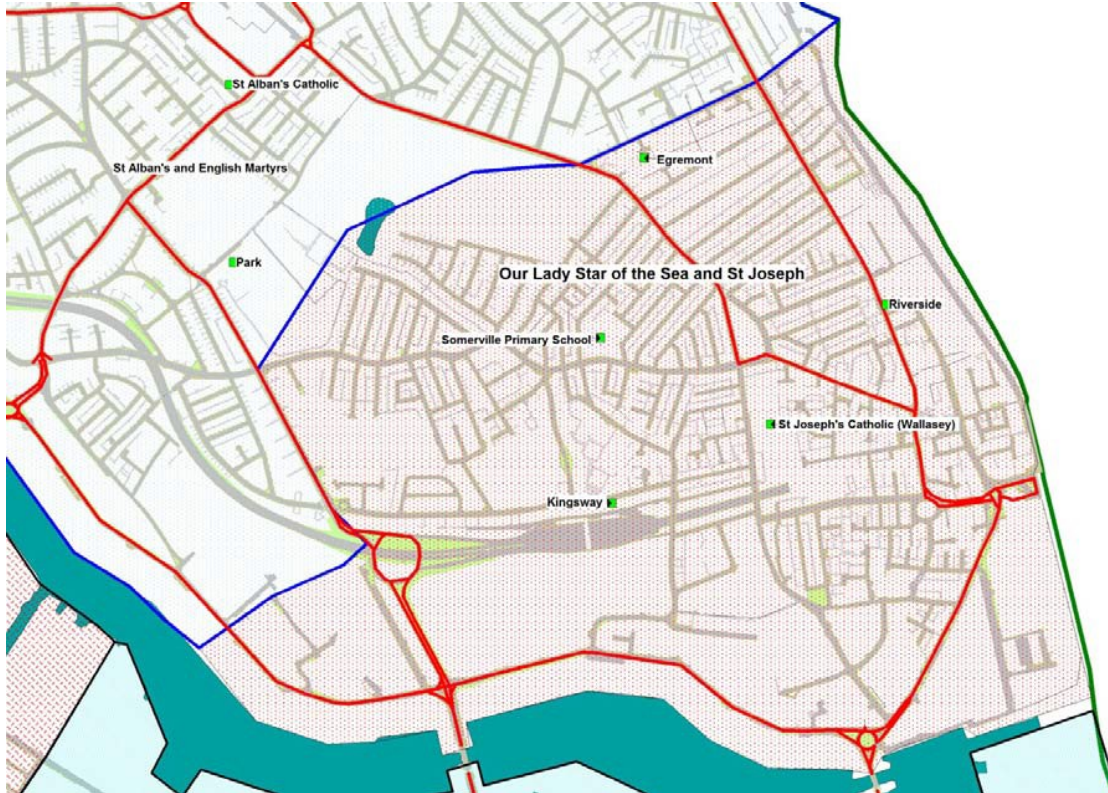 St Alban's Catholic
Egremont
St Alban's and English Martyrs
Park
Our Lady Star of the Sea and St Joseph
Riverside
Somerville Primary School
St Joseph's Catholic (Wallasey)
Kingsway